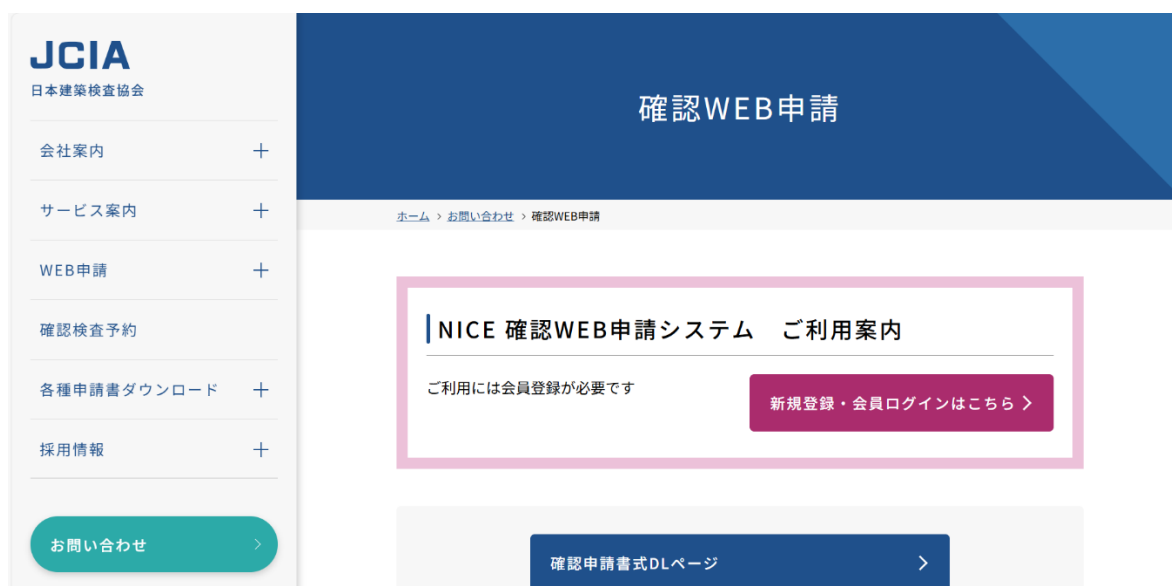 JCIA
日本建築検査協会
会社案内
サービス案内
WEB申請
確認検査予約
各種申請書ダウンロード
採用情報
お問い合わせ
確認WEB申請
ホーム > お問い合わせ > 確認WEB申請
NICE 確認WEB申請システム　ご利用案内
ご利用には会員登録が必要です
新規登録・会員ログインはこちら
確認申請書式DLページ